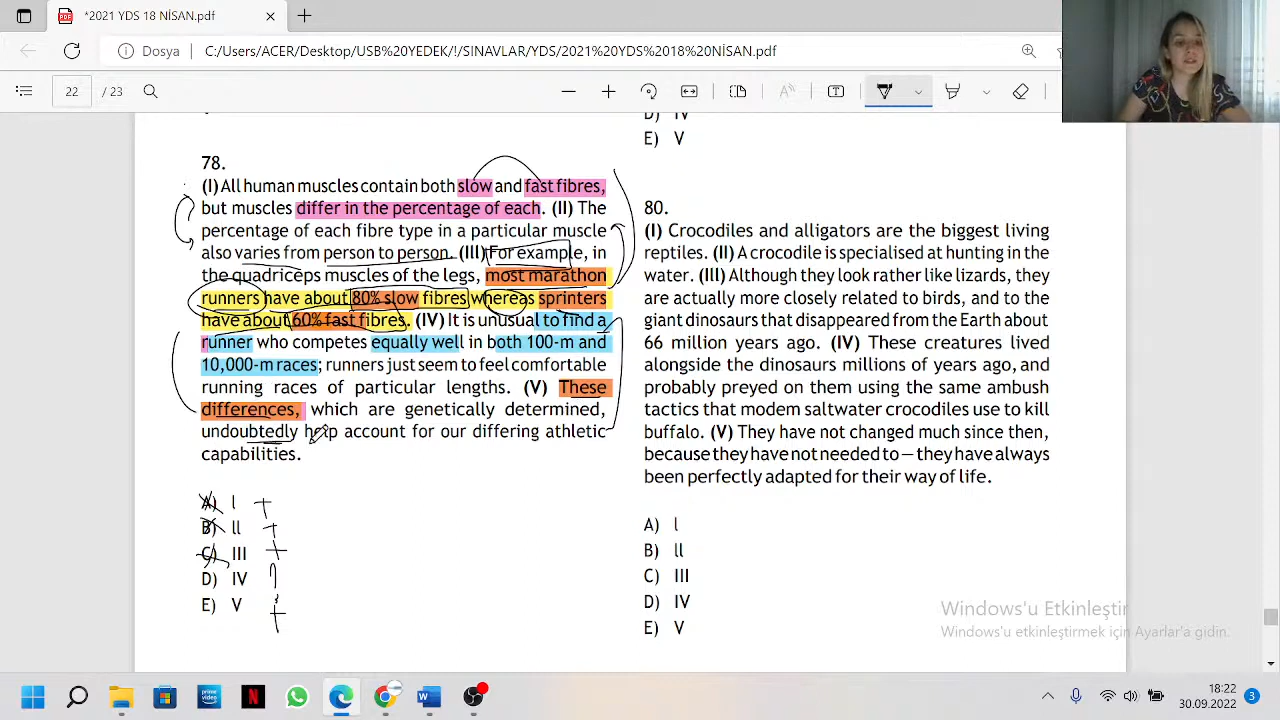 *2021 YDS 18 NİSAN.pdf
Dosya
C:/Users/ACER/Desktop/USB%20YEDEK/!/SINAVLAR/YDS/2021%20YDS%2018%20NİSAN.pdf
22 / 23
78.
(I) All human muscles contain both slow and fast fibres,
but muscles differ in the percentage of each. (II) The
percentage of each fibre type in a particular muscle
also varies from person to person. (III) For example, in
the quadriceps muscles of the legs, most marathon
runners have about 80% slow fibres whereas sprinters
have about 60% fast fibres. (IV) It is unusual to find a
runner who competes equally well in both 100-m and
10,000-m races; runners just seem to feel comfortable
running races of particular lengths. (V) These
differences, which are genetically determined,
undoubtedly help account for our differing athletic
capabilities.
A) l
B) ll
C) III
D) IV
E) V
D) IV
E) V
80.
(I) Crocodiles and alligators are the biggest living
reptiles. (II) A crocodile is specialised at hunting in the
water. (III) Although they look rather like lizards, they
are actually more closely related to birds, and to the
giant dinosaurs that disappeared from the Earth about
66 million years ago. (IV) These creatures lived
alongside the dinosaurs millions of years ago, and
probably preyed on them using the same ambush
tactics that modem saltwater crocodiles use to kill
buffalo. (V) They have not changed much since then,
because they have not needed to – they have always
been perfectly adapted for their way of life.
A) l
B) ll
C) III
D) IV
E) V
Windows'u Etkinleştir
Windows'u etkinleştirmek için Ayarlar'a gidin.
prime video
18:22
30.09.2022
3